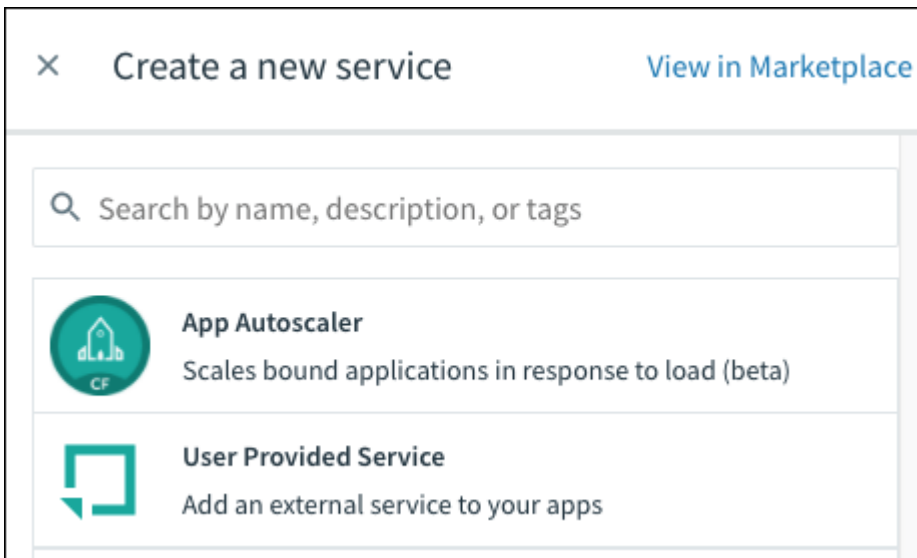 Create a new service
View in Marketplace
Search by name, description, or tags
App Autoscaler
Scales bound applications in response to load (beta)
CF
User Provided Service
Add an external service to your apps